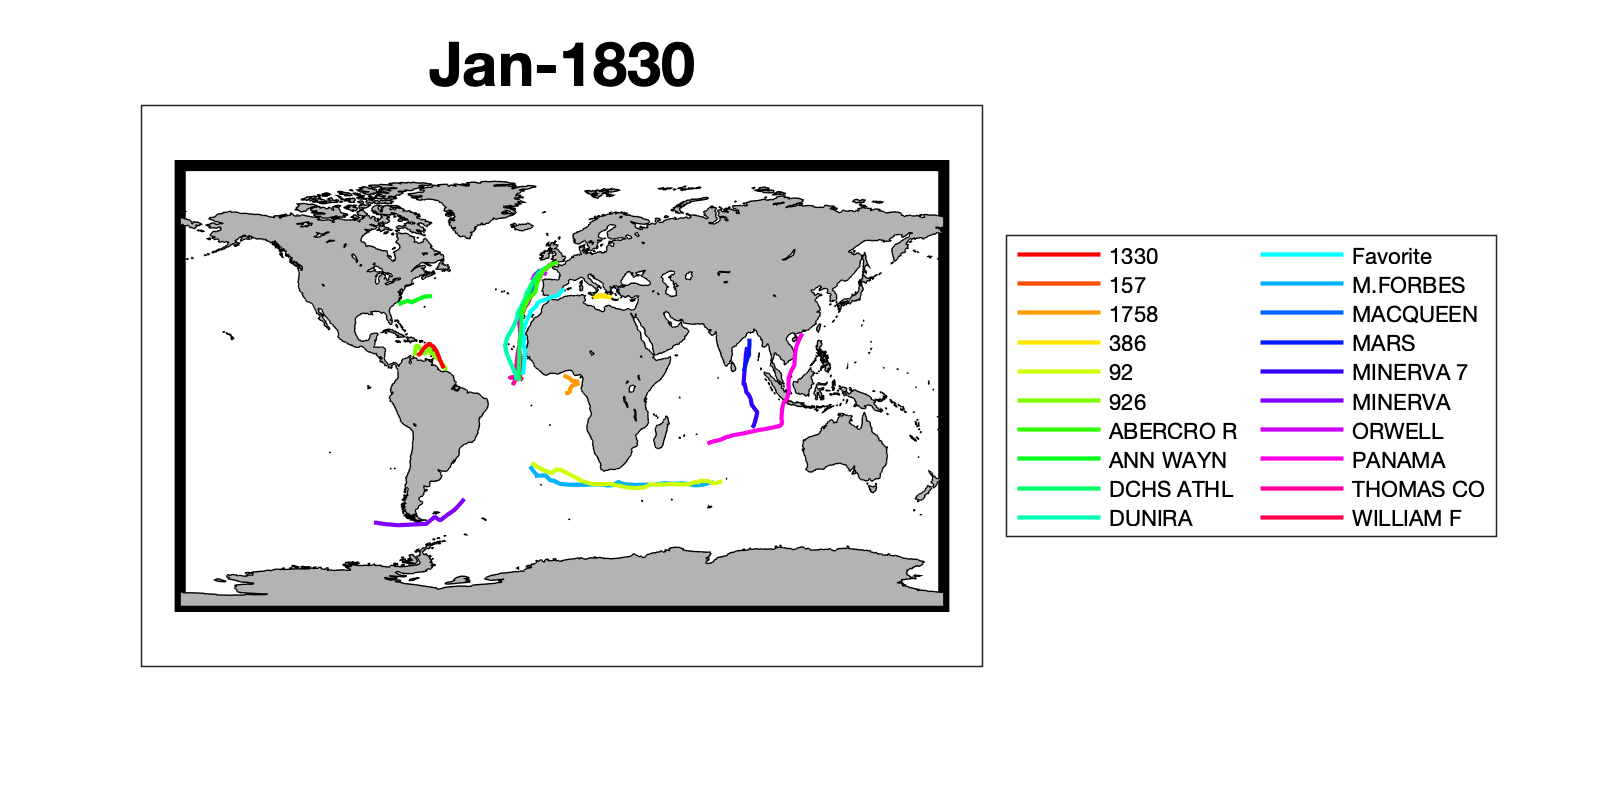 Jan-1830
1330
157
1758
386
92
926
ABERCRO R
ANN WAYN
DCHS ATHL
DUNIRA
Favorite
M.FORBES
MACQUEEN
MARS
MINERVA 7
MINERVA
ORWELL
PANAMA
THOMAS CO
WILLIAM F